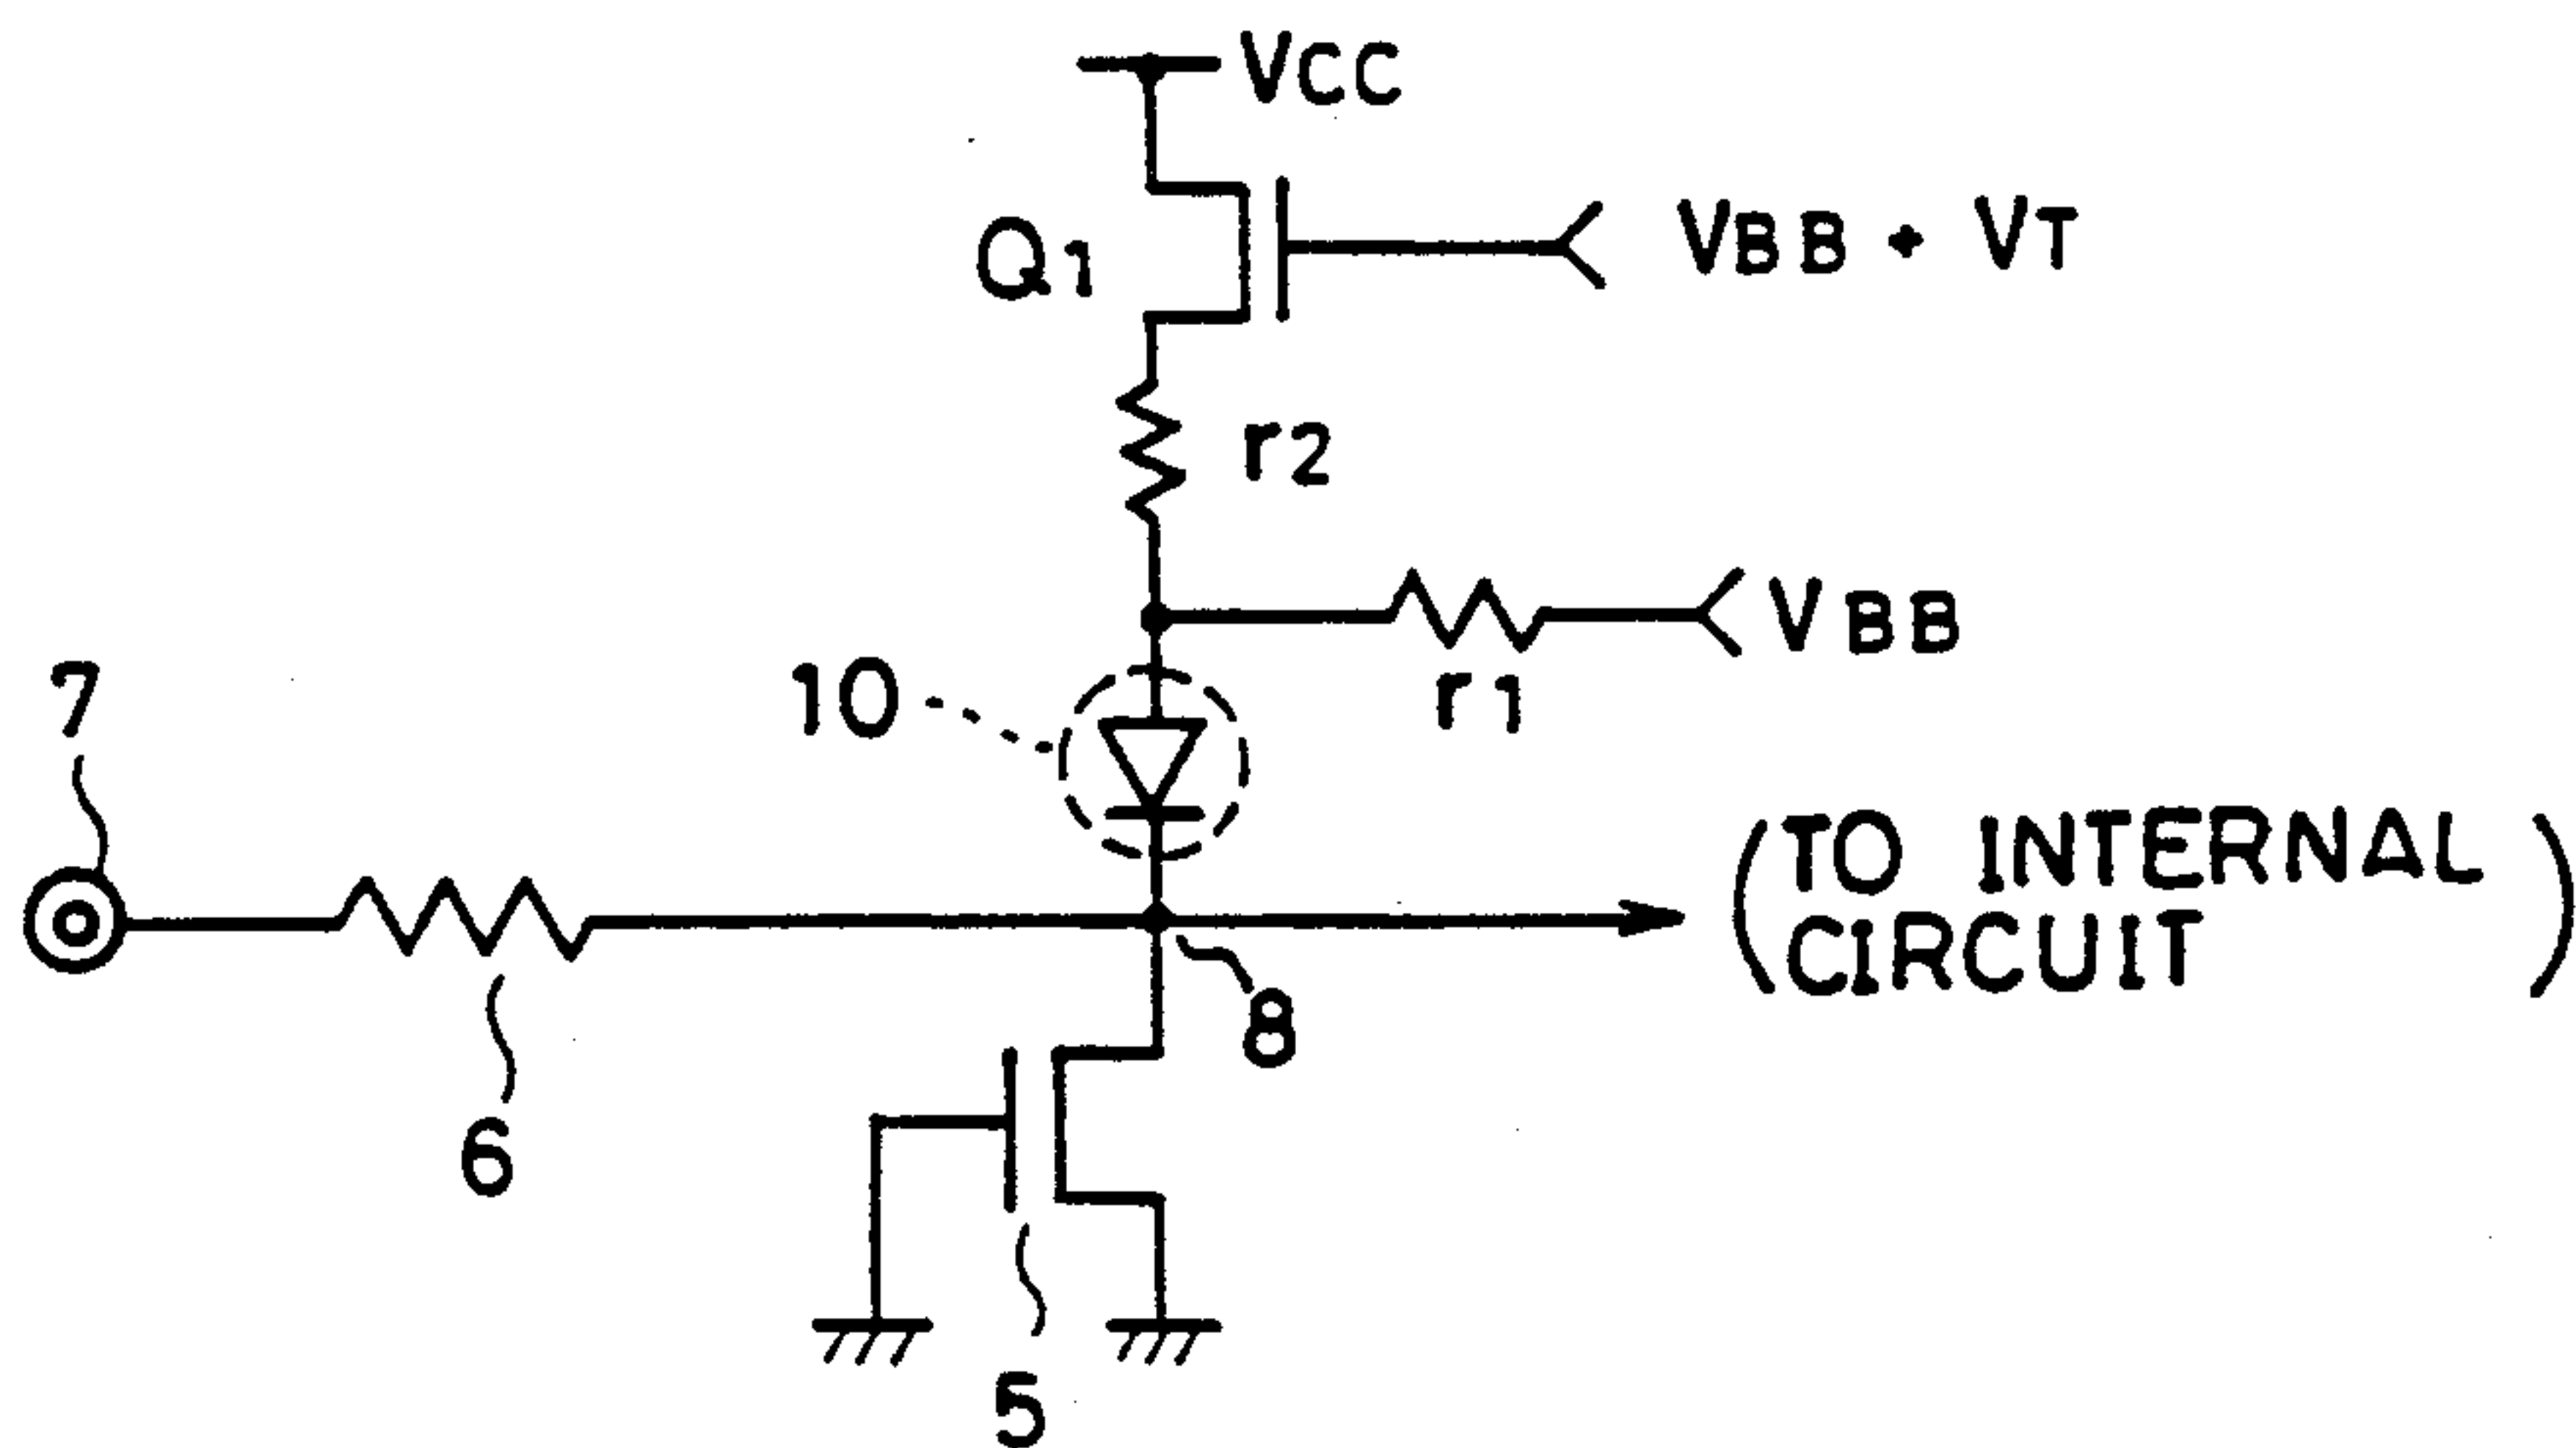 VCC
Q1
VBB + VT
r2
VBB
r1
10
7
(TO INTERNAL
CIRCUIT)
8
6
5